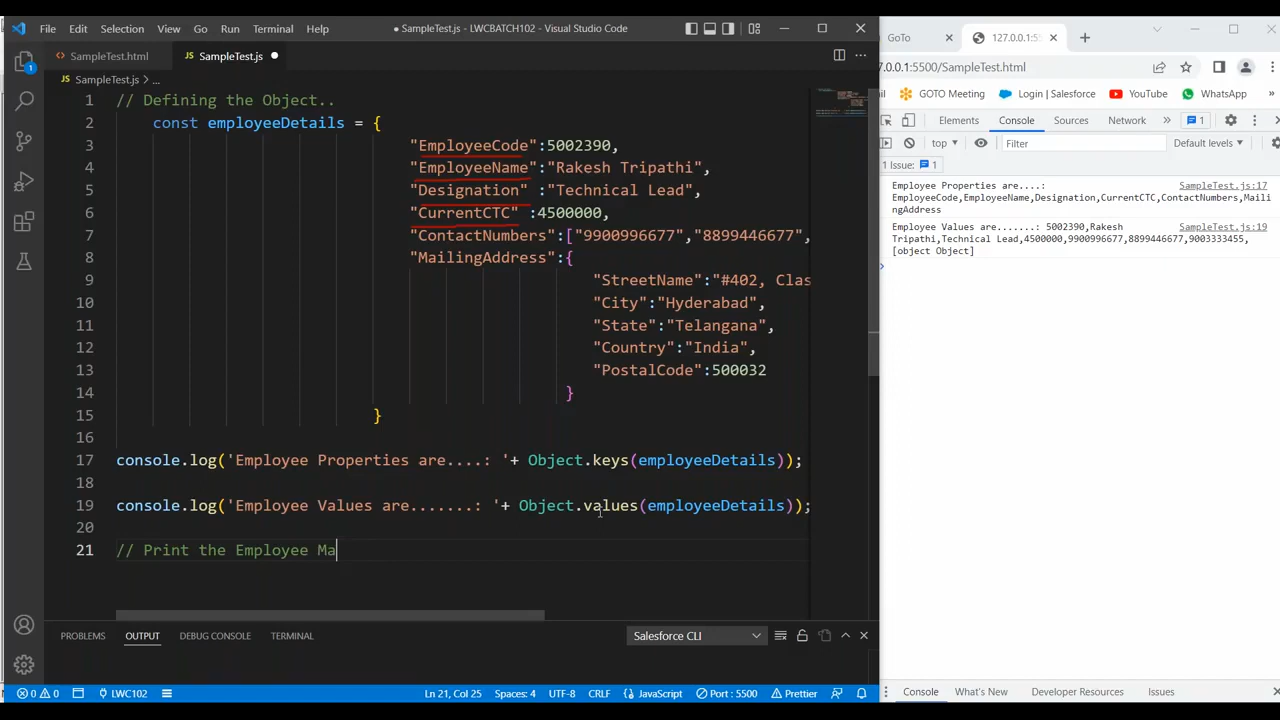 File Edit Selection View Go Run Terminal Help
● SampleTest.js - LWCBATCH102 - Visual Studio Code
GoTo
127.0.0.1:55
SampleTest.html
SampleTest.js
.0.0.1:5500/SampleTest.html
SampleTest.js > ...
GOTO Meeting
Login | Salesforce
YouTube
WhatsApp
Elements Console Sources Network » 1
top Filter Default levels
1 Issue: 1
1 // Defining the Object..
2 const employeeDetails = {
3 "EmployeeCode":5002390,
4 "EmployeeName":"Rakesh Tripathi",
5 "Designation" :"Technical Lead",
6 "CurrentCTC" :4500000,
7 "ContactNumbers":["9900996677","8899446677",
8 "MailingAddress":{
9 "StreetName":"#402, Clas
10 "City":"Hyderabad",
11 "State":"Telangana",
12 "Country":"India",
13 "PostalCode":500032
14 }
15 }
16
17 console.log('Employee Properties are....: '+ Object.keys(employeeDetails));
18
19 console.log('Employee Values are.......: '+ Object.values(employeeDetails));
20
21 // Print the Employee Ma
Employee Properties are....: SampleTest.js:17
EmployeeCode,EmployeeName,Designation,CurrentCTC,ContactNumbers,Maili
ngAddress
Employee Values are.......: 5002390,Rakesh SampleTest.js:19
Tripathi,Technical Lead,4500000,9900996677,8899446677,9003333455,
[object Object]
PROBLEMS OUTPUT DEBUG CONSOLE TERMINAL
Salesforce CLI
0 0 LWC102
Ln 21, Col 25 Spaces: 4 UTF-8 CRLF JavaScript Port : 5500 Prettier
Console What's New Developer Resources Issues